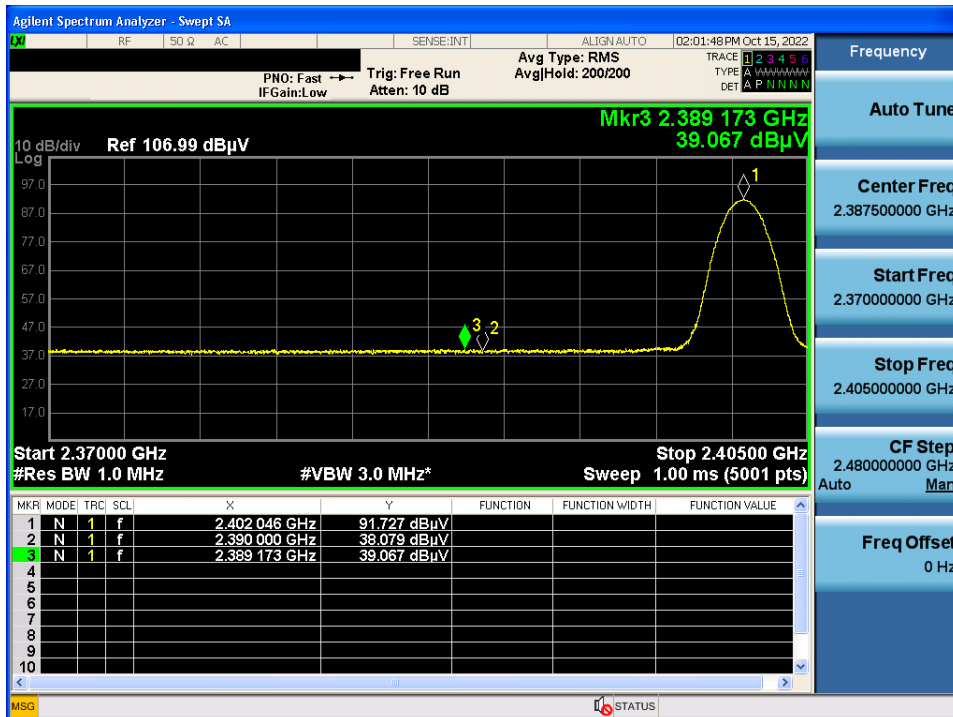 Agilent Spectrum Analyzer - Swept SA
LXI RF 50 Ω AC SENSE:INT ALIGN AUTO 02:01:48 PM Oct 15, 2022
PNO: Fast
IFGain:Low
Trig: Free Run
Atten: 10 dB
Avg Type: RMS
Avg|Hold: 200/200
TRACE 1 2 3 4 5 6
TYPE A WWWWW
DET A P N N N N
Mkr3 2.389 173 GHz
39.067 dBµV
10 dB/div Ref 106.99 dBµV
Log
97.0
87.0
77.0
67.0
57.0
47.0
37.0
27.0
17.0
1
3 2
Start 2.37000 GHz Stop 2.40500 GHz
#Res BW 1.0 MHz #VBW 3.0 MHz* Sweep 1.00 ms (5001 pts)
MKR MODE TRC SCL X Y FUNCTION FUNCTION WIDTH FUNCTION VALUE
1 N 1 f 2.402 046 GHz 91.727 dBµV
2 N 1 f 2.390 000 GHz 38.079 dBµV
3 N 1 f 2.389 173 GHz 39.067 dBµV
4
5
6
7
8
9
10
MSG STATUS
Frequency
Auto Tune
Center Freq
2.387500000 GHz
Start Freq
2.370000000 GHz
Stop Freq
2.405000000 GHz
CF Step
2.480000000 GHz
Auto Man
Freq Offset
0 Hz